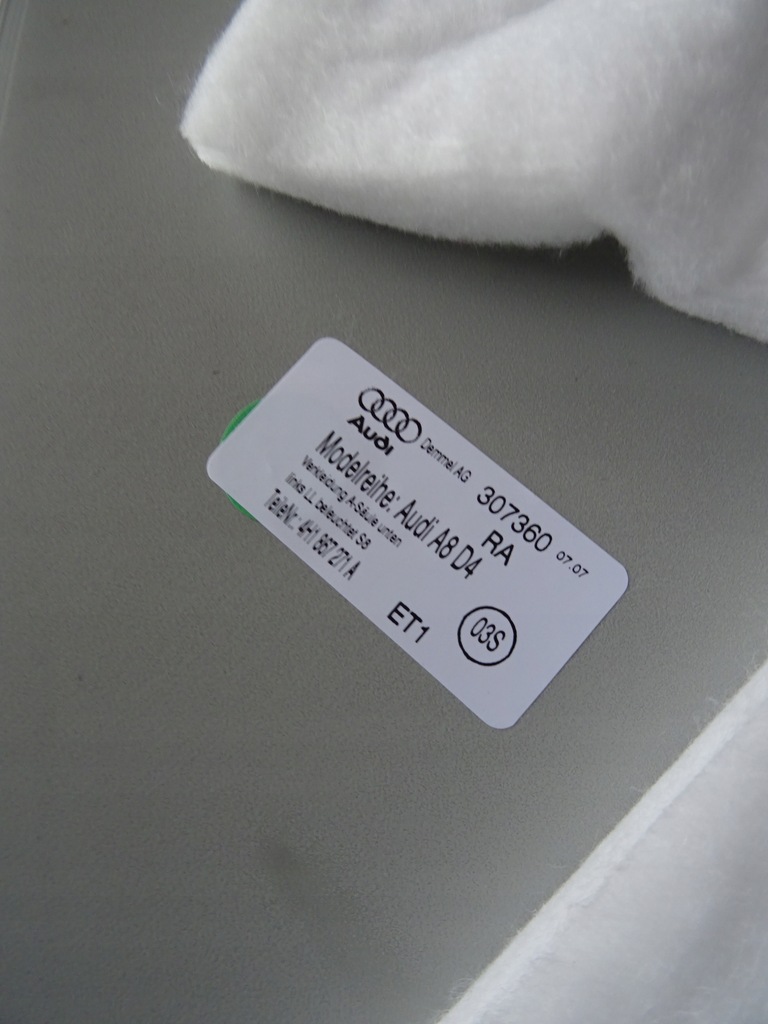 Audi
Demmel AG
307360 07.07
Modelreihe: Audi A8 D4
RA
Verkleidung A-Säule unten
links LL beleuchtet S8
TeileNr.: 4H1 867 271 A
ET1
03S